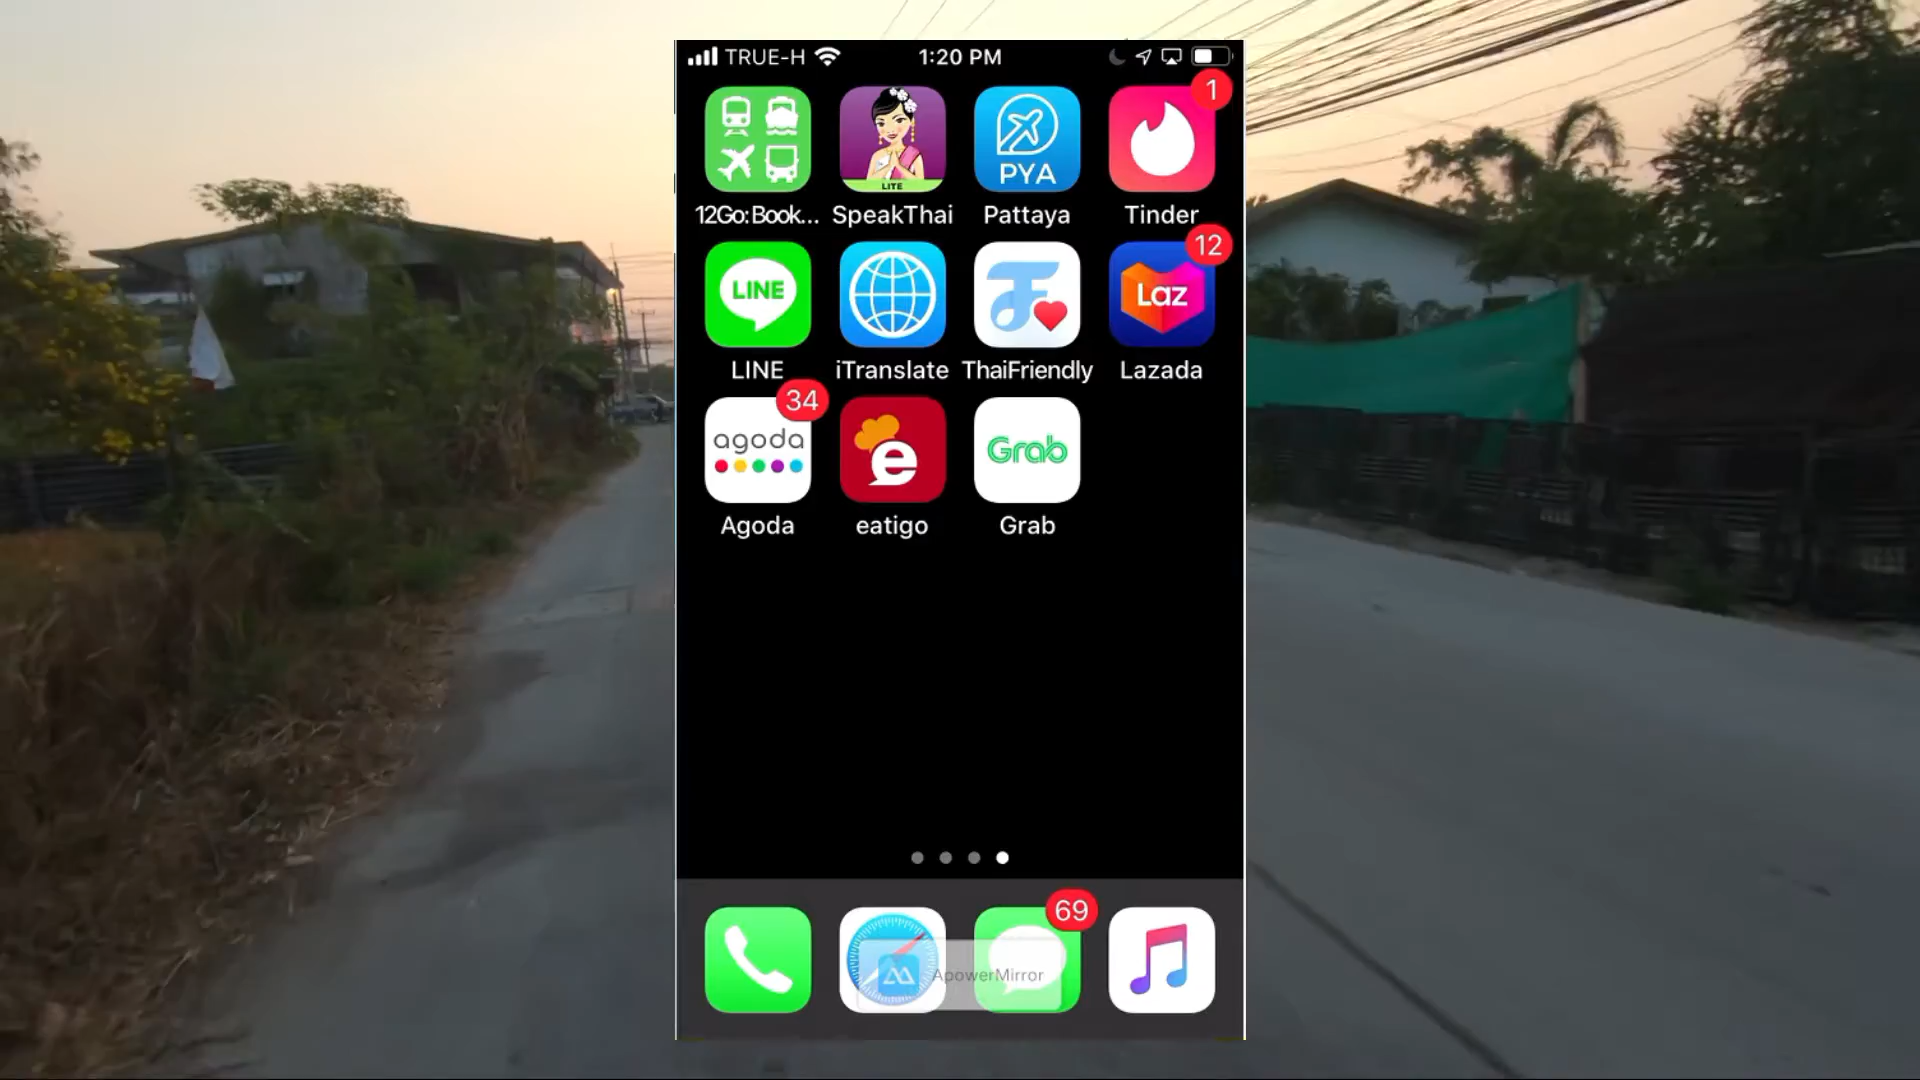 TRUE-H 1:20 PM
1
PYA
LITE
12Go: Book... SpeakThai Pattaya Tinder
12
LINE
Laz
LINE iTranslate ThaiFriendly Lazada
34
agoda
e
Grab
Agoda eatigo Grab
69
ApowerMirror